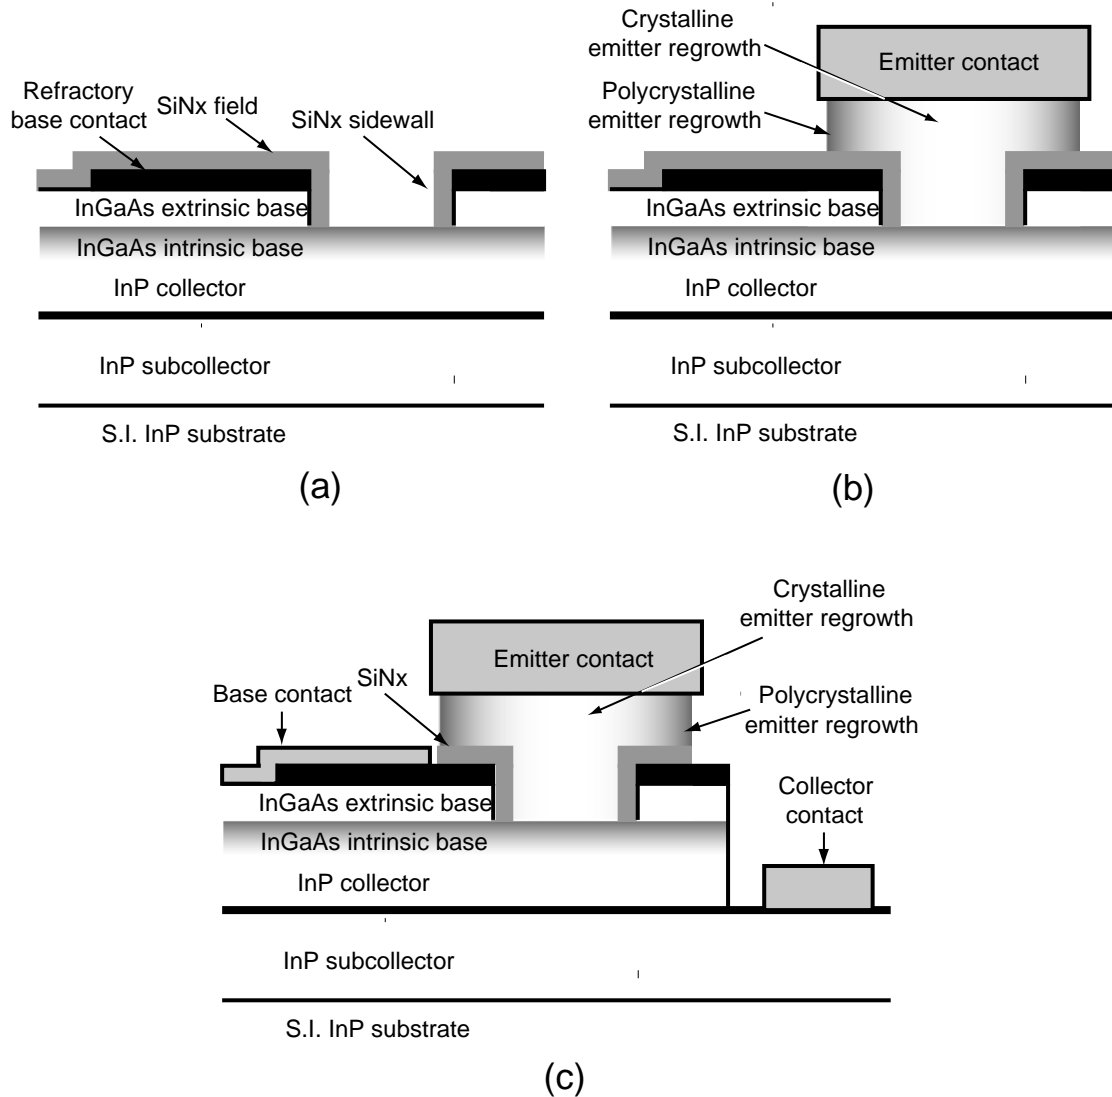 Refractory
base contact
SiNx field
SiNx sidewall
InGaAs extrinsic base
InGaAs intrinsic base
InP collector
InP subcollector
S.I. InP substrate
(a)
Crystalline
emitter regrowth
Emitter contact
Polycrystalline
emitter regrowth
InGaAs extrinsic base
InGaAs intrinsic base
InP collector
InP subcollector
S.I. InP substrate
(b)
Crystalline
emitter regrowth
Emitter contact
SiNx
Base contact
Polycrystalline
emitter regrowth
Collector
contact
InGaAs extrinsic base
InGaAs intrinsic base
InP collector
InP subcollector
S.I. InP substrate
(c)